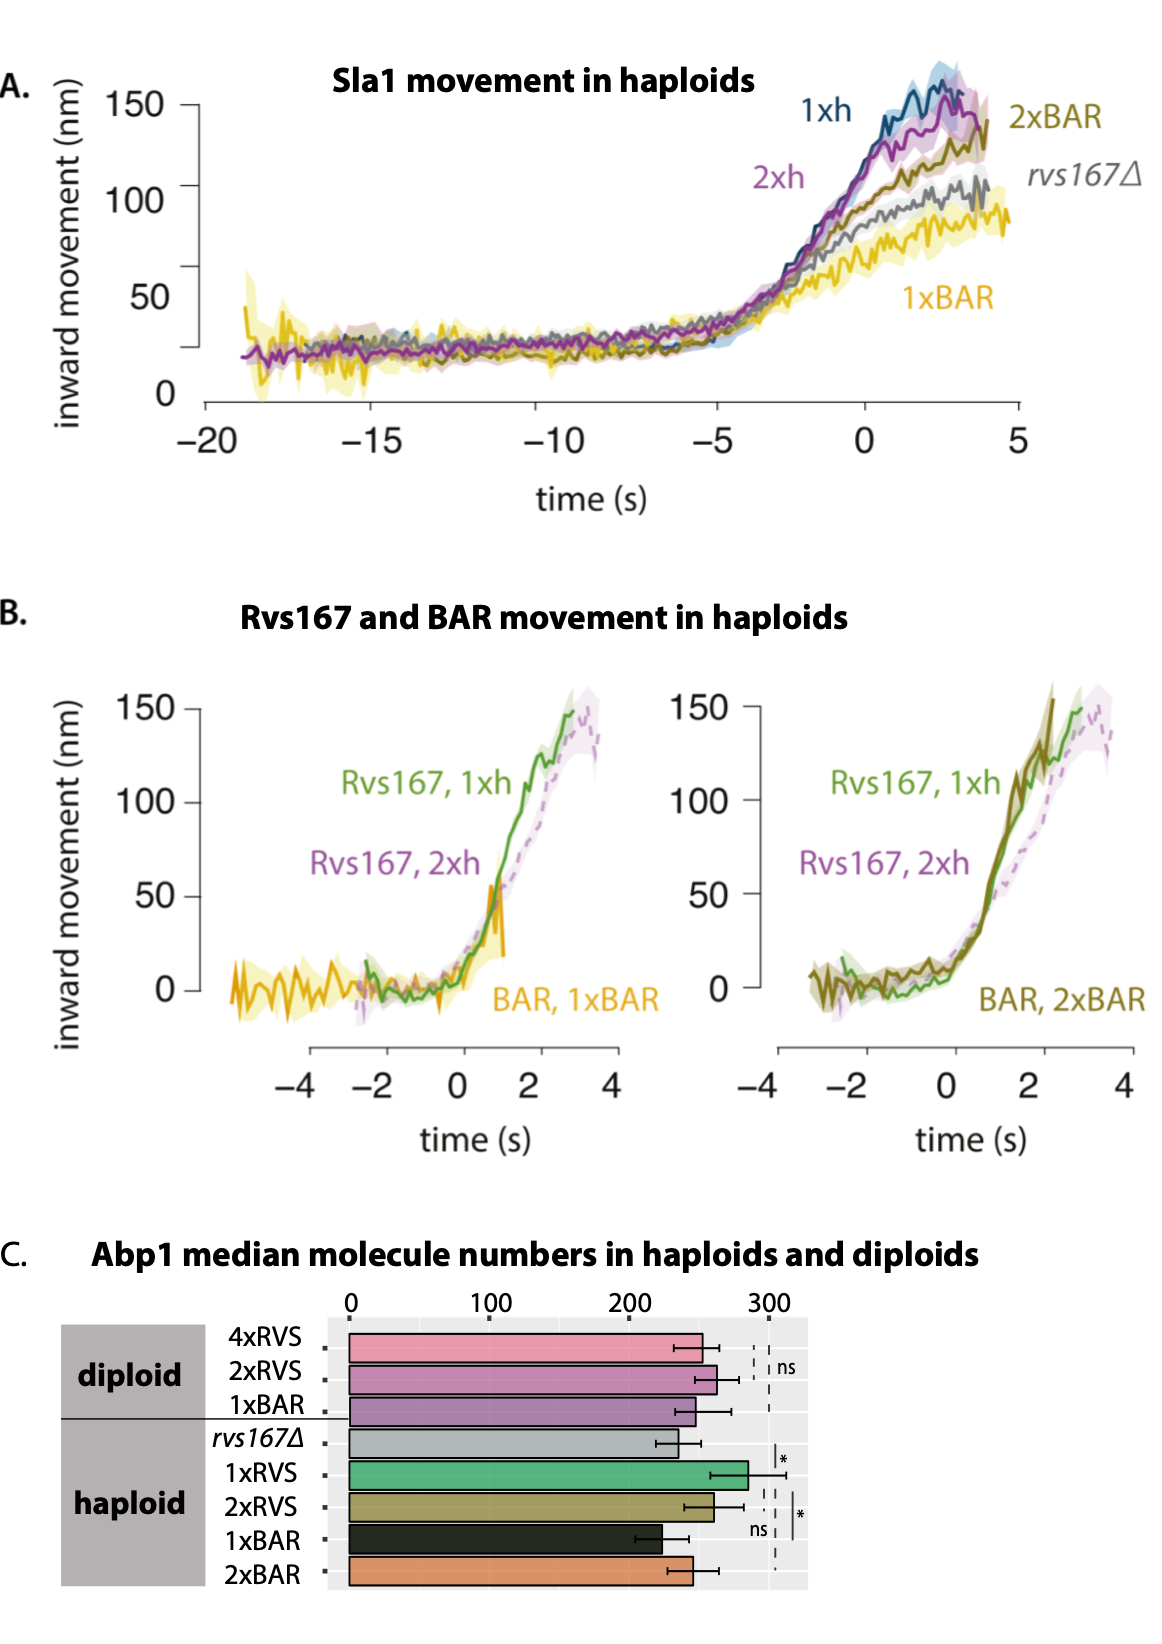 A.
Sla1 movement in haploids
inward movement (nm)
150
100
50
0
1xh
2xh
2xBAR
rvs167Δ
1xBAR
−20 −15 −10 −5 0 5
time (s)
B.
Rvs167 and BAR movement in haploids
inward movement (nm)
150
100
50
0
Rvs167, 1xh
Rvs167, 2xh
BAR, 1xBAR
−4 −2 0 2 4
time (s)
150
100
50
0
Rvs167, 1xh
Rvs167, 2xh
BAR, 2xBAR
−4 −2 0 2 4
time (s)
C.
Abp1 median molecule numbers in haploids and diploids
0 100 200 300
diploid
4xRVS
2xRVS
1xBAR
ns
haploid
rvs167Δ
1xRVS
2xRVS
1xBAR
2xBAR
*
*
ns